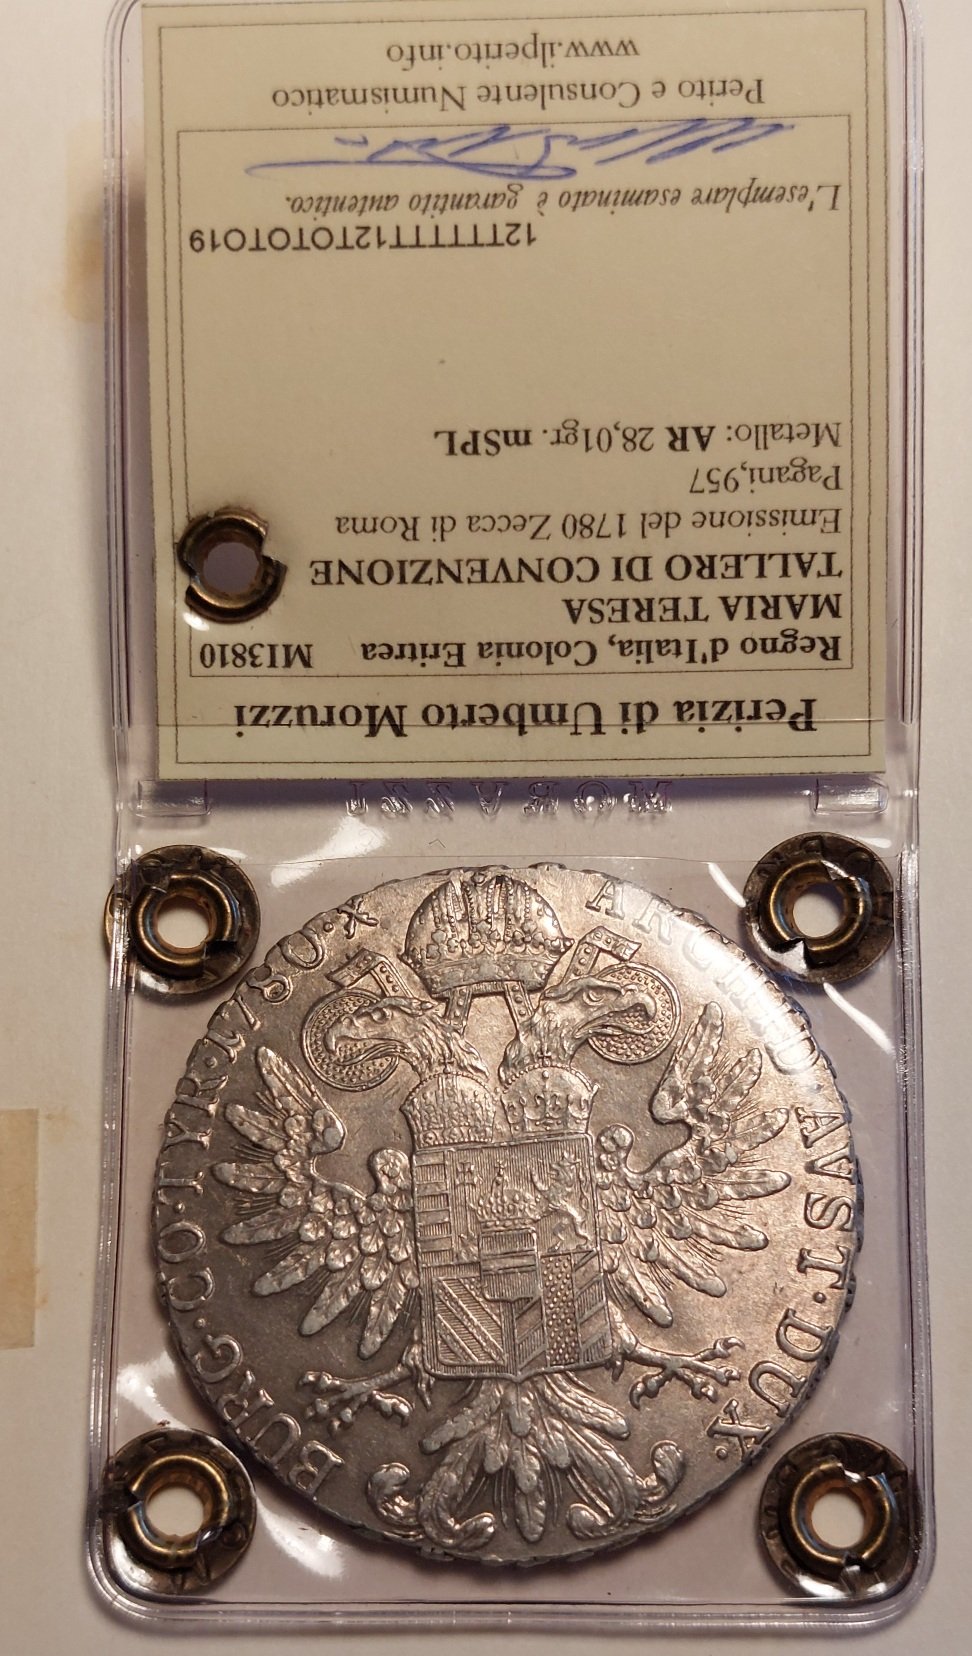 Perizia di Umberto Moruzzi
Regno d'Italia, Colonia Eritrea MI3810
MARIA TERESA
TALLERO DI CONVENZIONE
Emissione del 1780 Zecca di Roma
Pagani,957
Metallo: AR 28,01gr. mSPL
12TTTTTT12TOTOTO19
L'esemplare esaminato è garantito autentico.
Perito e Consulente Numismatico
www.ilperito.info
MORUZZI
ARCHID·AVST·DUX·
BURG·CO·TYR·1780·X